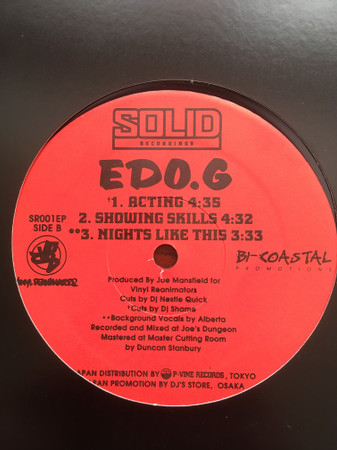 SOLID
RECORDINGS
EDO.G
†1. ACTING 4:35
2. SHOWING SKILLS 4:32
**3. NIGHTS LIKE THIS 3:33
SR001EP
SIDE B
VINYL REANIMATORS
BI-COASTAL
PROMOTIONS
Produced By Joe Mansfield for
Vinyl Reanimators
Cuts by Dj Nestle Quick
†Cuts by DJ Shame
**Background Vocals by Alberto
Recorded and Mixed at Joe's Dungeon
Mastered at Master Cutting Room
by Duncan Stanbury
JAPAN DISTRIBUTION BY P-VINE RECORDS, TOKYO
JAPAN PROMOTION BY DJ'S STORE, OSAKA